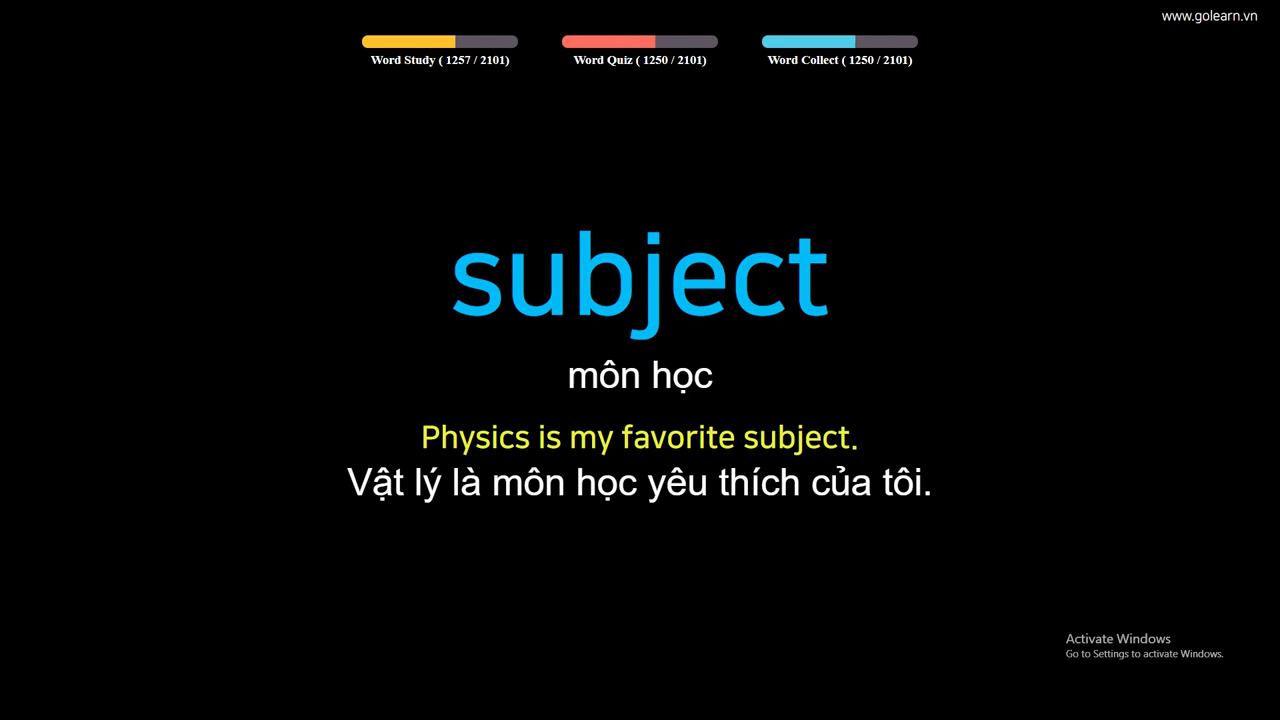 www.golearn.vn
Word Study ( 1257 / 2101) Word Quiz ( 1250 / 2101) Word Collect ( 1250 / 2101)
subject
môn học
Physics is my favorite subject.
Vật lý là môn học yêu thích của tôi.
Activate Windows
Go to Settings to activate Windows.